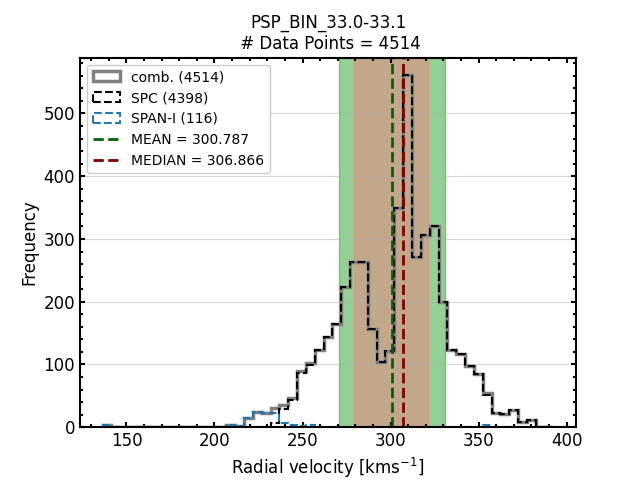 PSP_BIN_33.0-33.1
# Data Points = 4514
comb. (4514)
SPC (4398)
SPAN-I (116)
MEAN = 300.787
MEDIAN = 306.866
Frequency
500
400
300
200
100
0
150 200 250 300 350 400
Radial velocity [kms⁻¹]